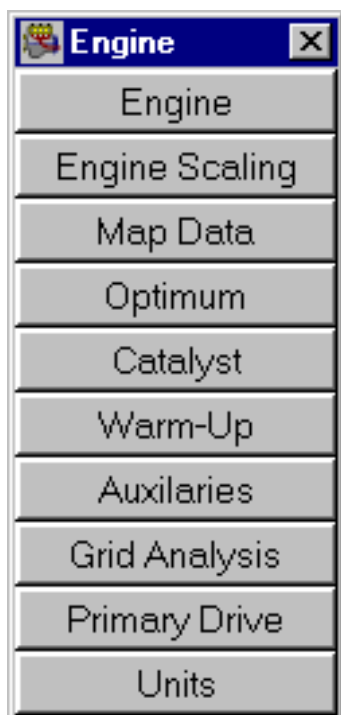 Engine
Engine
Engine Scaling
Map Data
Optimum
Catalyst
Warm-Up
Auxilaries
Grid Analysis
Primary Drive
Units